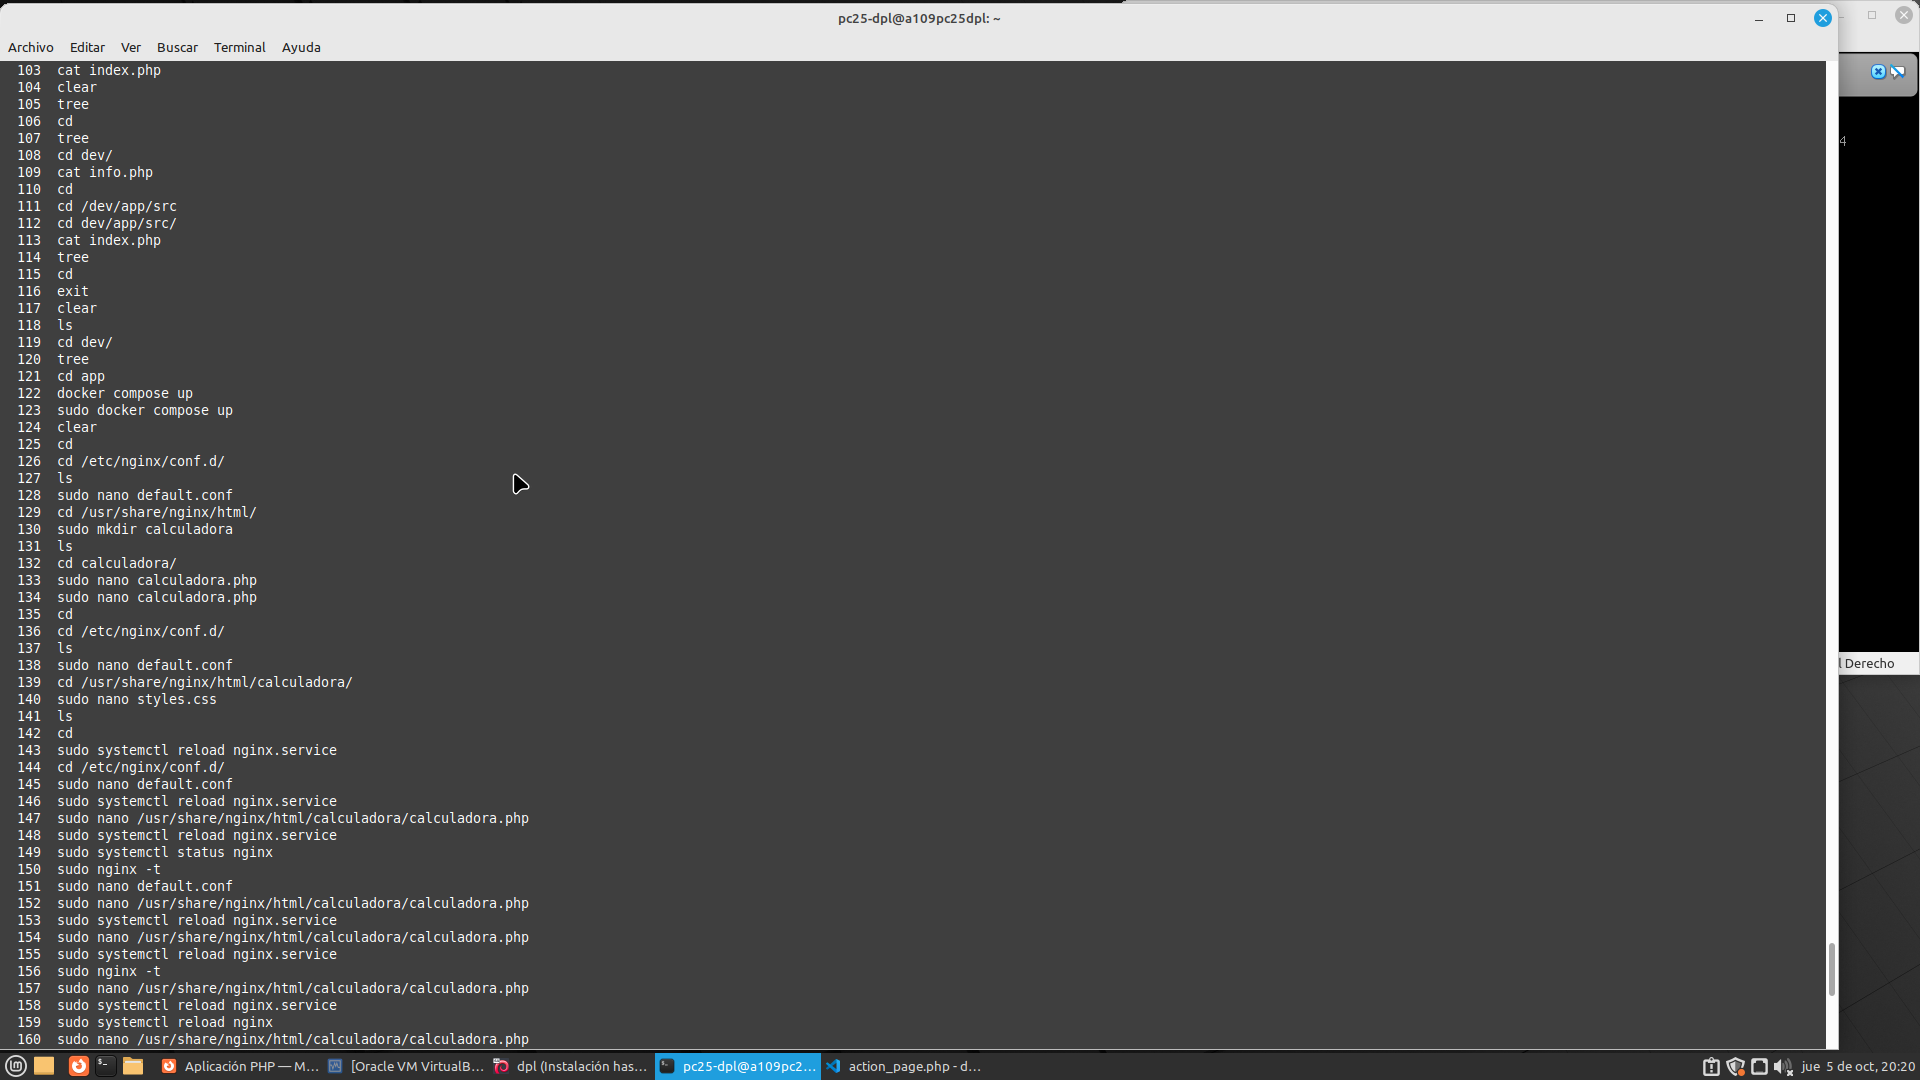 pc25-dpl@a109pc25dpl: ~
Archivo Editar Ver Buscar Terminal Ayuda
103 cat index.php
104 clear
105 tree
106 cd
107 tree
108 cd dev/
109 cat info.php
110 cd
111 cd /dev/app/src
112 cd dev/app/src/
113 cat index.php
114 tree
115 cd
116 exit
117 clear
118 ls
119 cd dev/
120 tree
121 cd app
122 docker compose up
123 sudo docker compose up
124 clear
125 cd
126 cd /etc/nginx/conf.d/
127 ls
128 sudo nano default.conf
129 cd /usr/share/nginx/html/
130 sudo mkdir calculadora
131 ls
132 cd calculadora/
133 sudo nano calculadora.php
134 sudo nano calculadora.php
135 cd
136 cd /etc/nginx/conf.d/
137 ls
138 sudo nano default.conf
139 cd /usr/share/nginx/html/calculadora/
140 sudo nano styles.css
141 ls
142 cd
143 sudo systemctl reload nginx.service
144 cd /etc/nginx/conf.d/
145 sudo nano default.conf
146 sudo systemctl reload nginx.service
147 sudo nano /usr/share/nginx/html/calculadora/calculadora.php
148 sudo systemctl reload nginx.service
149 sudo systemctl status nginx
150 sudo nginx -t
151 sudo nano default.conf
152 sudo nano /usr/share/nginx/html/calculadora/calculadora.php
153 sudo systemctl reload nginx.service
154 sudo nano /usr/share/nginx/html/calculadora/calculadora.php
155 sudo systemctl reload nginx.service
156 sudo nginx -t
157 sudo nano /usr/share/nginx/html/calculadora/calculadora.php
158 sudo systemctl reload nginx.service
159 sudo systemctl reload nginx
160 sudo nano /usr/share/nginx/html/calculadora/calculadora.php
4
l Derecho
Aplicación PHP — M... [Oracle VM VirtualB... dpl (Instalación has... pc25-dpl@a109pc2... action_page.php - d... jue 5 de oct, 20:20